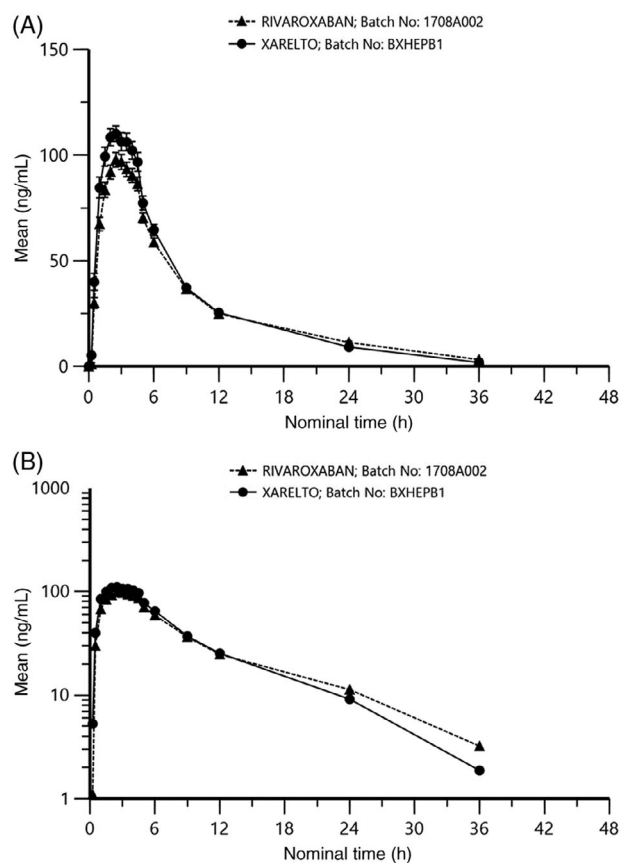 (A)
RIVAROXABAN; Batch No: 1708A002
XARELTO; Batch No: BXHEPB1
150
100
50
0
Mean (ng/mL)
0 6 12 18 24 30 36 42 48
Nominal time (h)
(B)
RIVAROXABAN; Batch No: 1708A002
XARELTO; Batch No: BXHEPB1
1000
100
10
1
Mean (ng/mL)
0 6 12 18 24 30 36 42 48
Nominal time (h)